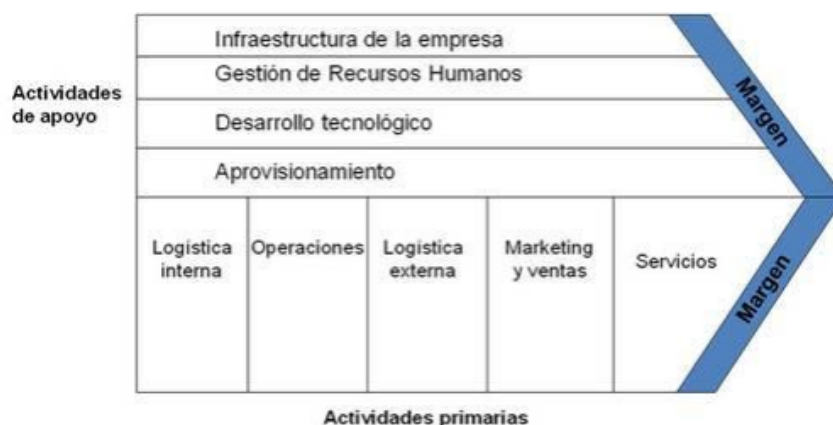 Infraestructura de la empresa
Gestión de Recursos Humanos
Actividades
de apoyo
Desarrollo tecnológico
Aprovisionamiento
Margen
Logística
interna
Operaciones
Logística
externa
Marketing
y ventas
Servicios
Margen
Actividades primarias